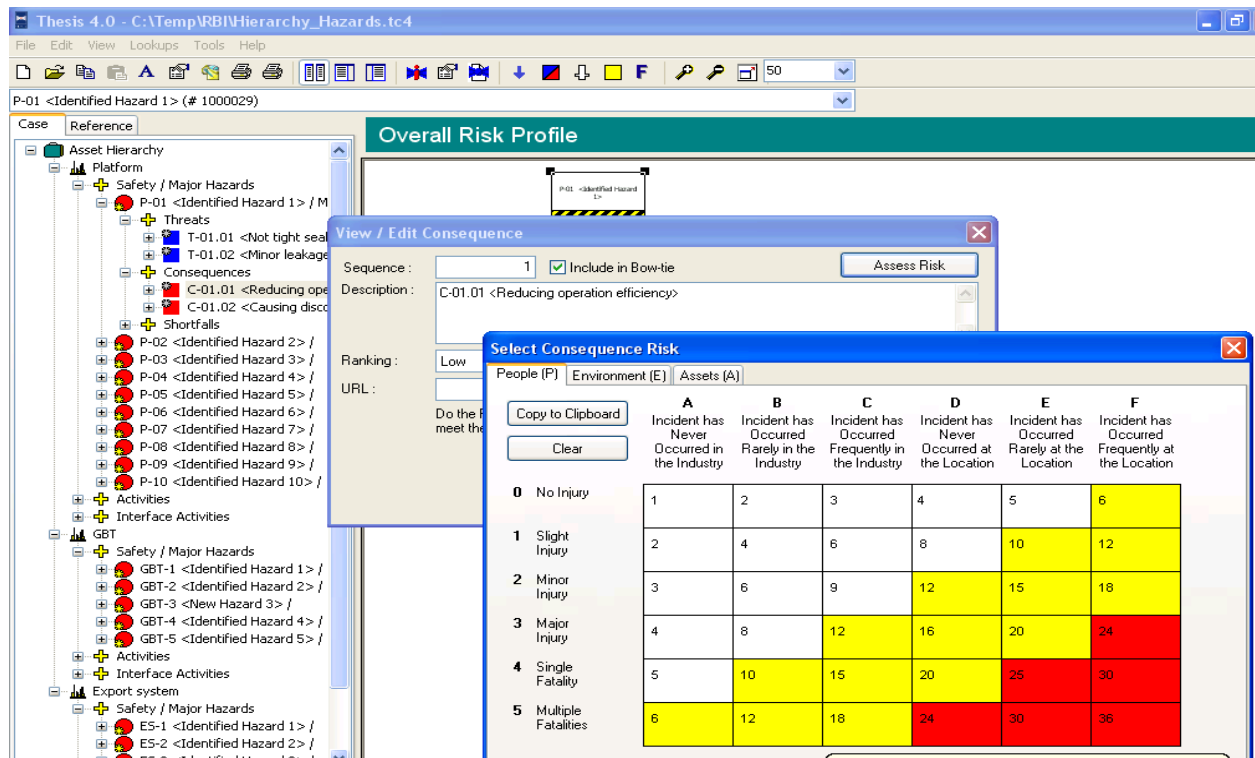 Thesis 4.0 - C:\Temp\RBI\Hierarchy_Hazards.tc4
File Edit View Lookups Tools Help
A F 50
P-01 <Identified Hazard 1> (# 1000029)
Case Reference
Overall Risk Profile
Asset Hierarchy
Platform
Safety / Major Hazards
P-01 <Identified Hazard 1> / M
Threats
T-01.01 <Not tight seal
T-01.02 <Minor leakage
Consequences
C-01.01 <Reducing ope
C-01.02 <Causing disco
Shortfalls
P-02 <Identified Hazard 2> /
P-03 <Identified Hazard 3> /
P-04 <Identified Hazard 4> /
P-05 <Identified Hazard 5> /
P-06 <Identified Hazard 6> /
P-07 <Identified Hazard 7> /
P-08 <Identified Hazard 8> /
P-09 <Identified Hazard 9> /
P-10 <Identified Hazard 10> /
Activities
Interface Activities
GBT
Safety / Major Hazards
GBT-1 <Identified Hazard 1> /
GBT-2 <Identified Hazard 2> /
GBT-3 <New Hazard 3> /
GBT-4 <Identified Hazard 4> /
GBT-5 <Identified Hazard 5> /
Activities
Interface Activities
Export system
Safety / Major Hazards
ES-1 <Identified Hazard 1> /
ES-2 <Identified Hazard 2> /
P-01 <Identified Hazard
1>
View / Edit Consequence
Sequence : 1 Include in Bow-tie Assess Risk
Description : C-01.01 <Reducing operation efficiency>
Ranking : Low
URL :
Do the
meet the
Select Consequence Risk
People (P) Environment (E) Assets (A)
Copy to Clipboard
Clear
A B C D E F
Incident has Incident has Incident has Incident has Incident has Incident has
Never Occurred Occurred Never Occurred Occurred
Occurred in Rarely in the Frequently in Occurred at Rarely at the Frequently at
the Industry Industry the Industry the Location Location the Location
0 No Injury 1 2 3 4 5 6
1 Slight
Injury 2 4 6 8 10 12
2 Minor
Injury 3 6 9 12 15 18
3 Major
Injury 4 8 12 16 20 24
4 Single
Fatality 5 10 15 20 25 30
5 Multiple
Fatalities 6 12 18 24 30 36